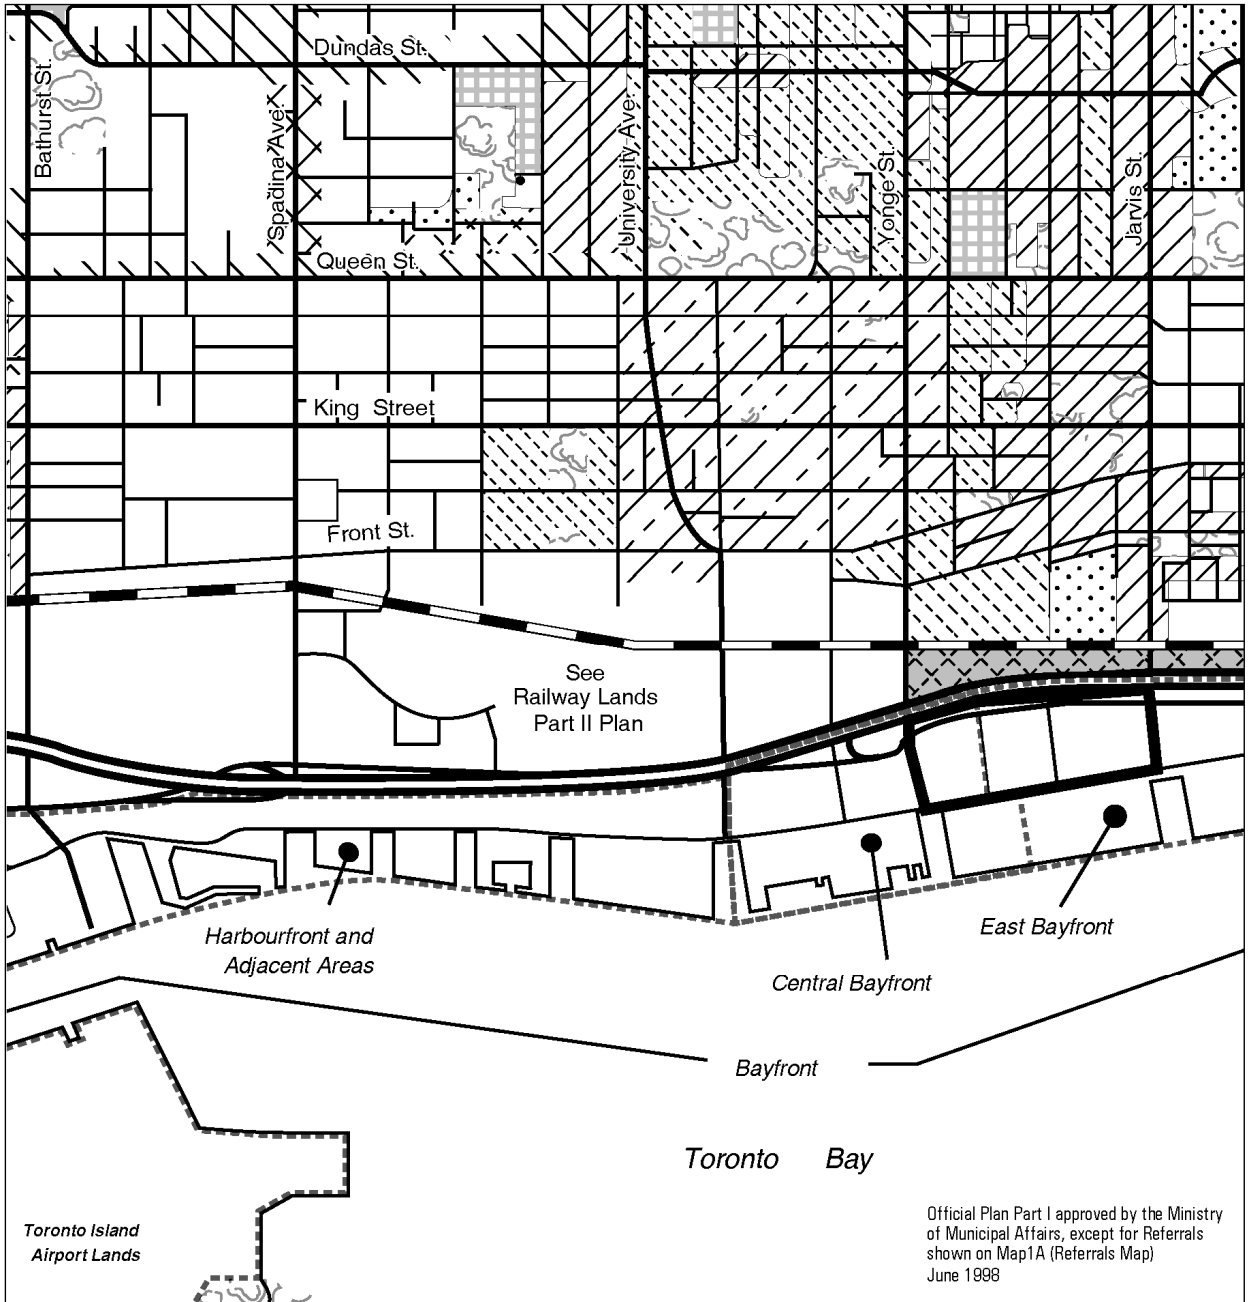 Dundas St.
Bathurst St.
Spadina Ave.
University Ave.
Yonge St.
Jarvis St.
Queen St.
King Street
Front St.
See
Railway Lands
Part II Plan
Harbourfront and
Adjacent Areas
East Bayfront
Central Bayfront
Bayfront
Toronto Bay
Toronto Island
Airport Lands
Official Plan Part I approved by the Ministry
of Municipal Affairs, except for Referrals
shown on Map1A (Referrals Map)
June 1998